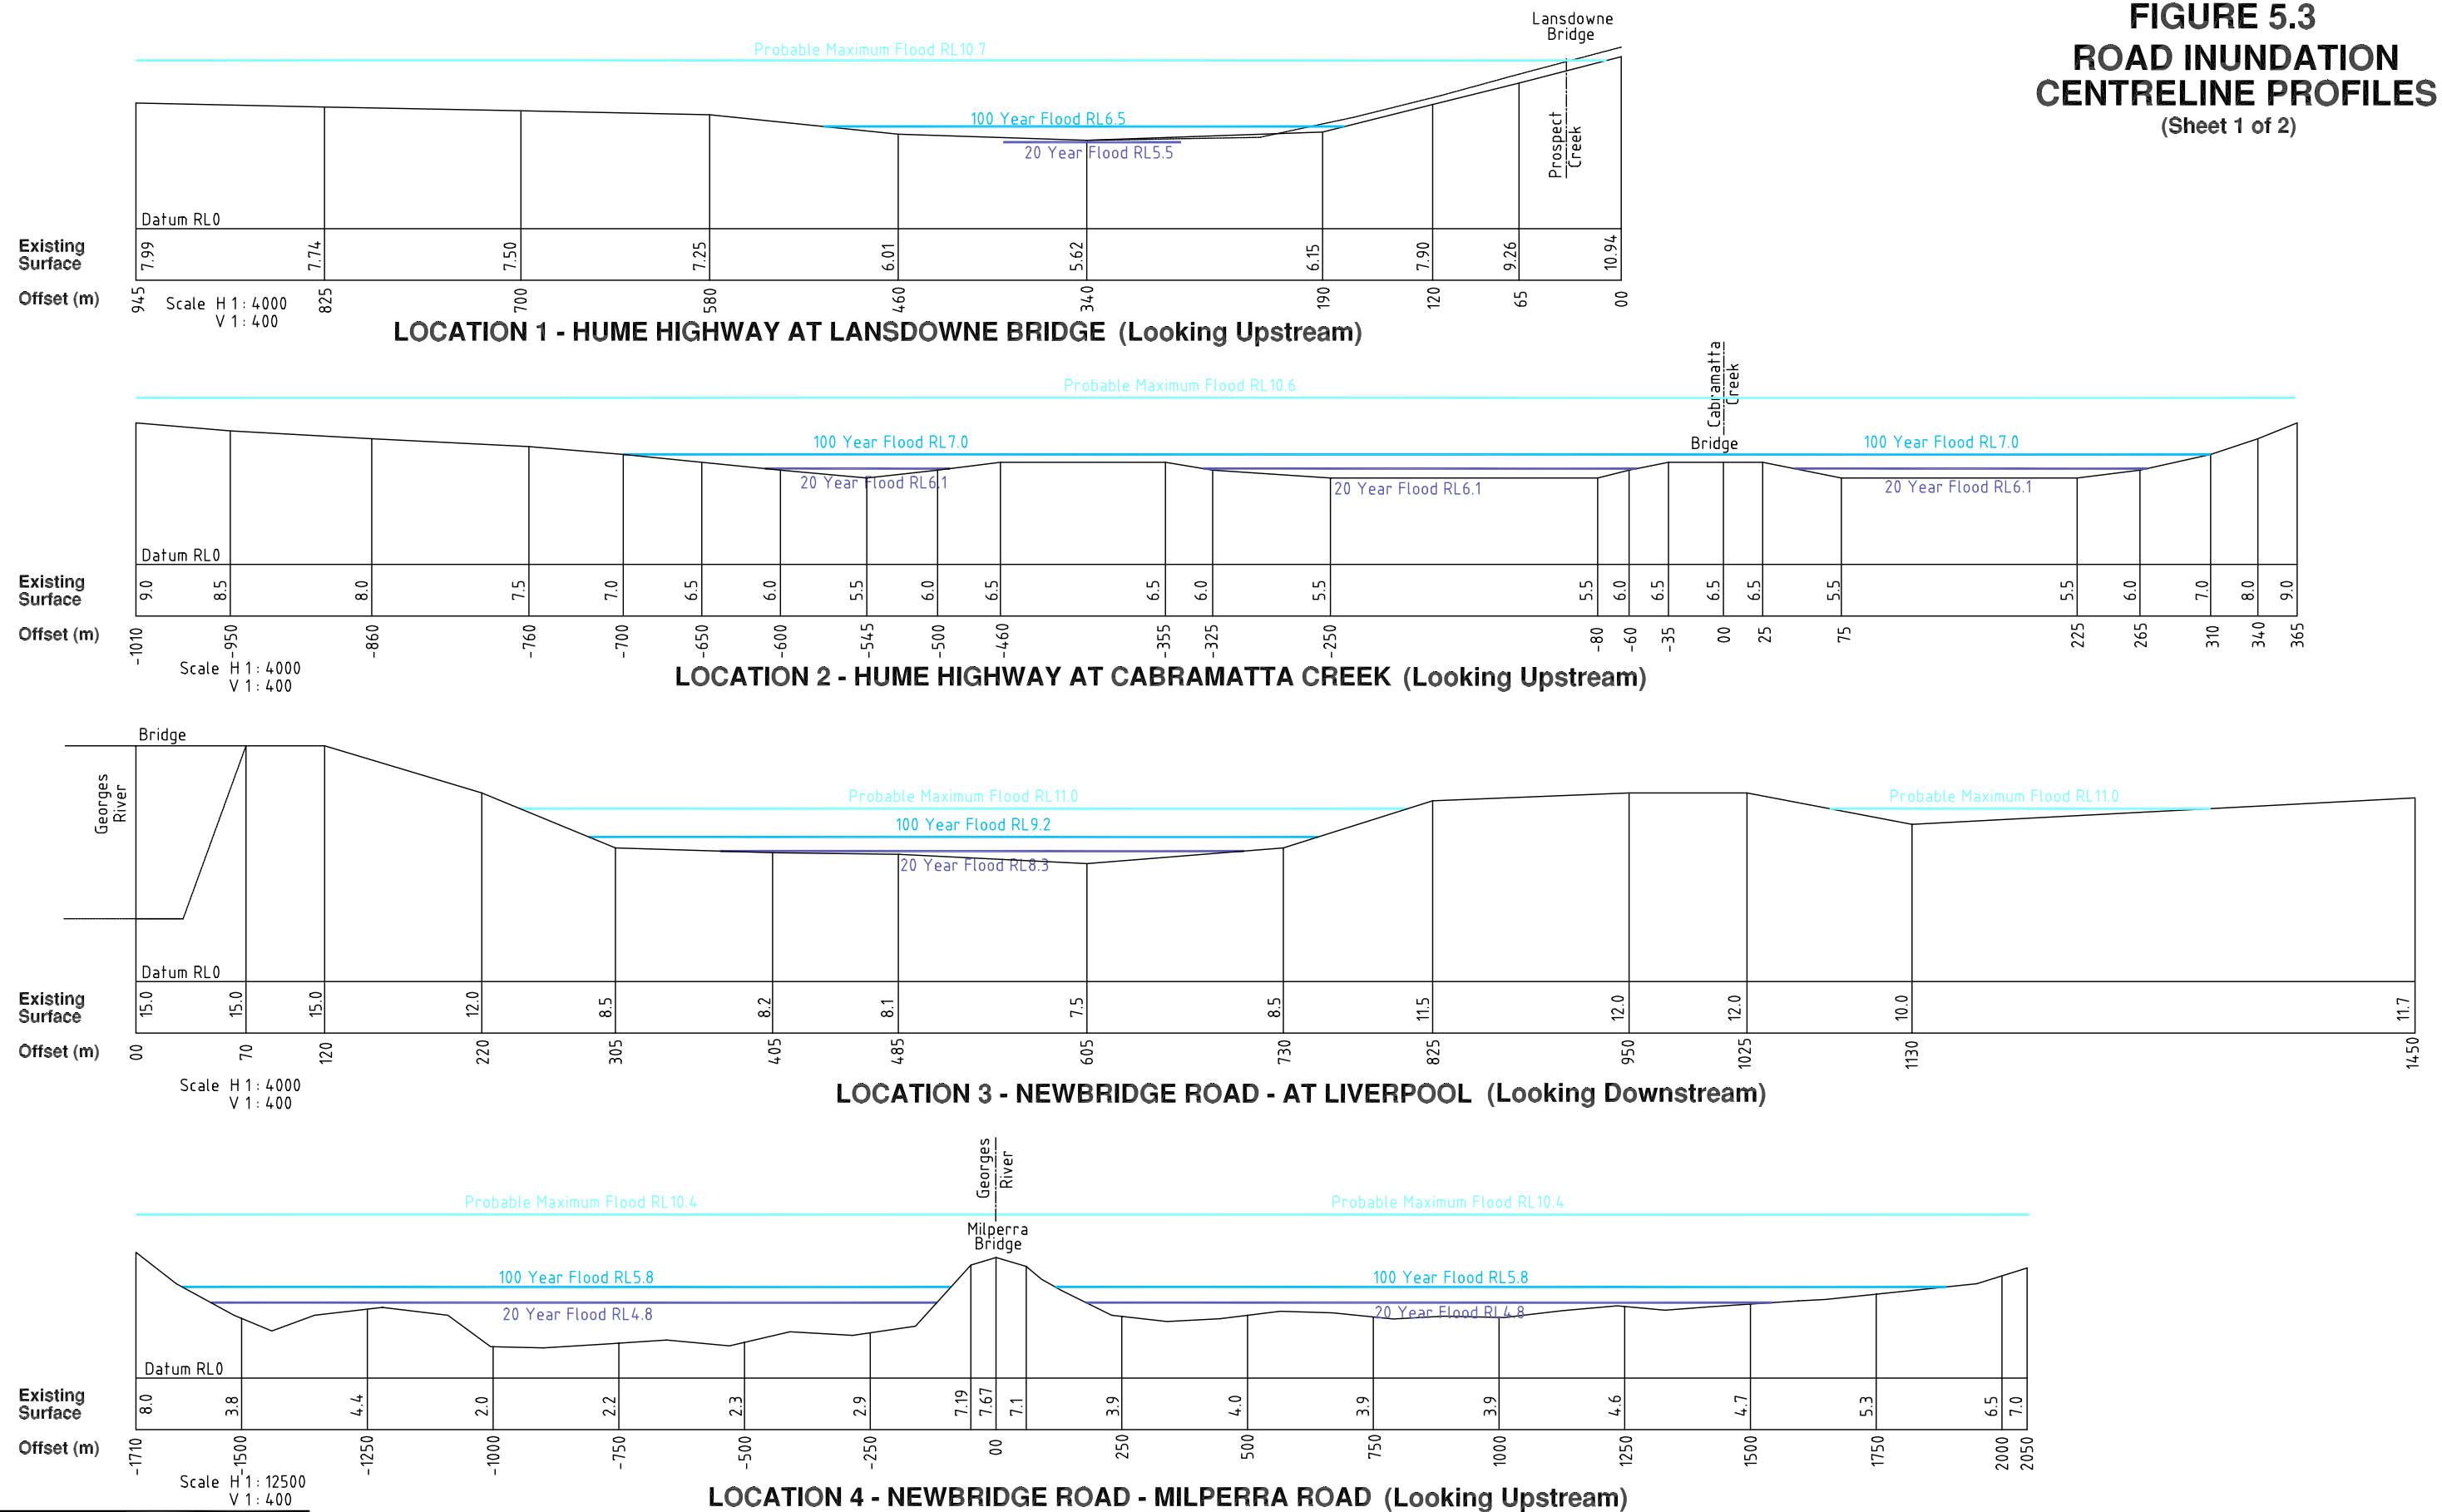 FIGURE 5.3
ROAD INUNDATION
CENTRELINE PROFILES
(Sheet 1 of 2)
Lansdowne
Bridge
Probable Maximum Flood RL10.7
100 Year Flood RL6.5
20 Year Flood RL5.5
Prospect
Creek
Datum RL0
Existing
Surface
7.99 7.74 7.50 7.25 6.01 5.62 6.15 7.90 9.26 10.94
Offset (m)
945 825 700 580 460 340 190 120 65 00
Scale H 1: 4000
V 1: 400
LOCATION 1 - HUME HIGHWAY AT LANSDOWNE BRIDGE (Looking Upstream)
Cabramatta
Creek
Probable Maximum Flood RL10.6
Bridge
100 Year Flood RL7.0 100 Year Flood RL7.0
20 Year Flood RL6.1 20 Year Flood RL6.1 20 Year Flood RL6.1
Datum RL0
Existing
Surface
9.0 8.5 8.0 7.5 7.0 6.5 6.0 5.5 6.0 6.5 6.5 6.0 5.5 5.5 6.0 6.5 6.5 6.5 5.5 5.5 6.0 7.0 8.0 9.0
Offset (m)
-1010 -950 -860 -760 -700 -650 -600 -545 -500 -460 -355 -325 -250 -80 -60 -35 00 25 75 225 265 310 340 365
Scale H 1: 4000
V 1: 400
LOCATION 2 - HUME HIGHWAY AT CABRAMATTA CREEK (Looking Upstream)
Bridge
Georges
River
Probable Maximum Flood RL11.0 Probable Maximum Flood RL11.0
100 Year Flood RL9.2
20 Year Flood RL8.3
Datum RL0
Existing
Surface
15.0 15.0 15.0 12.0 8.5 8.2 8.1 7.5 8.5 11.5 12.0 12.0 10.0 11.7
Offset (m)
00 70 120 220 305 405 485 605 730 825 950 1025 1130 1450
Scale H 1: 4000
V 1: 400
LOCATION 3 - NEWBRIDGE ROAD - AT LIVERPOOL (Looking Downstream)
Georges
River
Probable Maximum Flood RL10.4 Probable Maximum Flood RL10.4
Milperra
Bridge
100 Year Flood RL5.8 100 Year Flood RL5.8
20 Year Flood RL4.8 20 Year Flood RL4.8
Datum RL0
Existing
Surface
8.0 3.8 4.4 2.0 2.2 2.3 2.9 7.19 7.67 7.1 3.9 4.0 3.9 3.9 4.6 4.7 5.3 6.5 7.0
Offset (m)
-1710 -1500 -1250 -1000 -750 -500 -250 00 250 500 750 1000 1250 1500 1750 2000 2050
Scale H 1: 12500
V 1: 400
LOCATION 4 - NEWBRIDGE ROAD - MILPERRA ROAD (Looking Upstream)